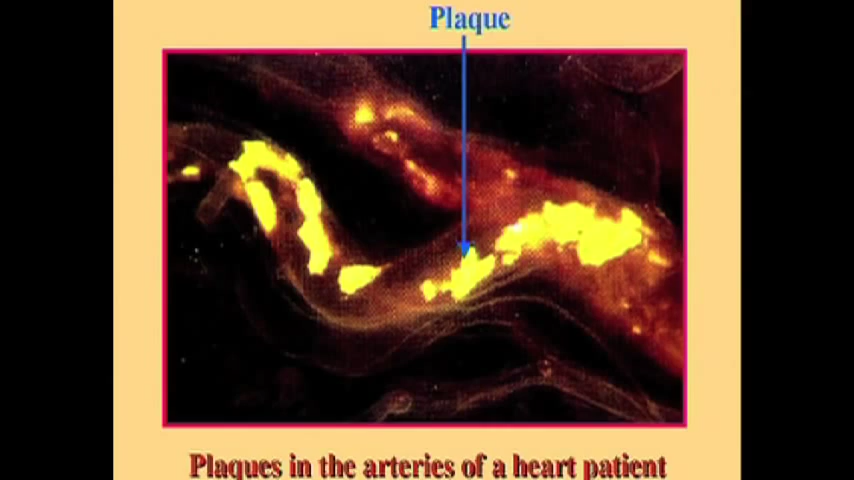 Plaque
Plaques in the arteries of a heart patient